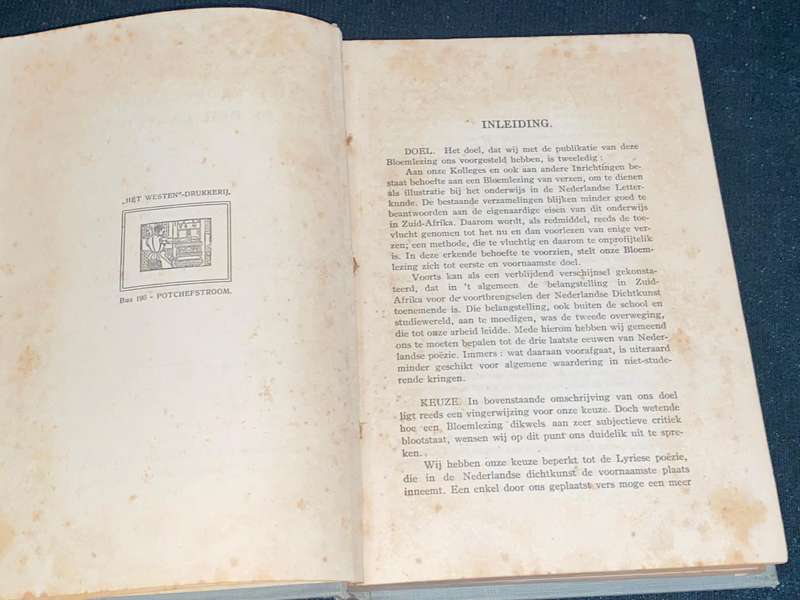 „HET WESTEN"-DRUKKERIJ.
Bus 195 - POTCHEFSTROOM.
INLEIDING.
DOEL. Het doel, dat wij met de publikatie van deze
Bloemlezing ons voorgesteld hebben, is tweeledig :
Aan onze Kolleges en ook aan andere Inrichtingen be-
staat behoefte aan een Bloemlezing van verzen, om te dienen
als illustratie bij het onderwijs in de Nederlandse Letter-
kunde. De bestaande verzamelingen blijken minder goed te
beantwoorden aan de eigenaardige eisen van dit onderwijs
in Zuid-Afrika. Daarom wordt, als redmiddel, reeds de toe-
vlucht genomen tot het nu en dan voorlezen van enige ver-
zen; een methode, die te vluchtig en daarom te onprofijtelik
is. In deze erkende behoefte te voorzien, stelt onze Bloem-
lezing zich tot eerste en voornaamste doel.
Voorts kan als een verblijdend verschijnsel gekonsta-
teerd, dat in 't algemeen de belangstelling in Zuid-
Afrika voor de voortbrengselen der Nederlandse Dichtkunst
toenemende is. Die belangstelling, ook buiten de school en
studiewereld, aan te moedigen, was de tweede overweging,
die tot onze arbeid leidde. Mede hierom hebben wij gemeend
ons te moeten bepalen tot de drie laatste eeuwen van Neder-
landse poëzie. Immers : wat daaraan voorafgaat, is uiteraard
minder geschikt voor algemene waardering in niet-stude-
rende kringen.
KEUZE. In bovenstaande omschrijving van ons doel
ligt reeds een vingerwijzing voor onze keuze. Doch wetende
hoe een Bloemlezing dikwels aan zeer subjectieve critiek
blootstaat, wensen wij op dit punt ons duidelik uit te spre-
ken.
Wij hebben onze keuze beperkt tot de Lyriese poëzie,
die in de Nederlandse dichtkunst de voornaamste plaats
inneemt. Een enkel door ons geplaatst vers moge een meer